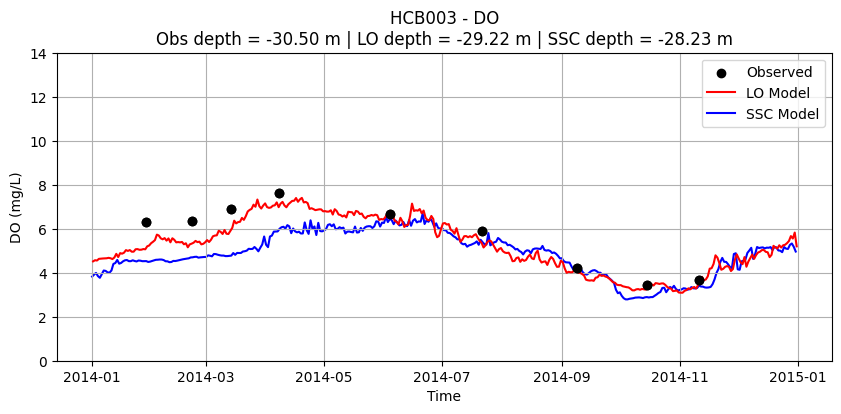 HCB003 - DO
Obs depth = -30.50 m | LO depth = -29.22 m | SSC depth = -28.23 m
DO (mg/L)
14
12
10
8
6
4
2
0
Observed
LO Model
SSC Model
2014-01
2014-03
2014-05
2014-07
2014-09
2014-11
2015-01
Time